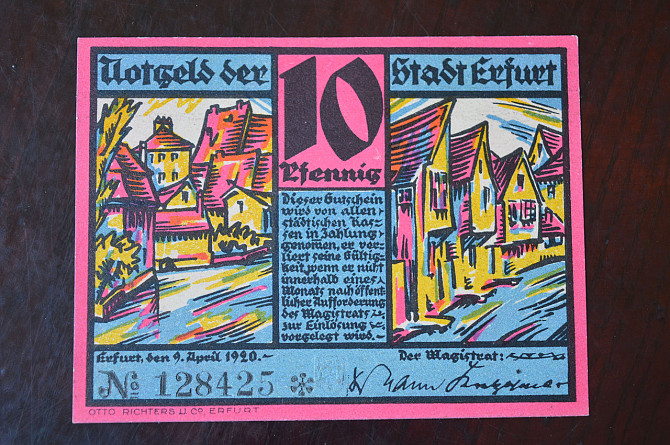 Notgeld der
10
Pfennig
Stadt Erfurt
Dieser Gutschein
wird von allen
städtischen Kas-
sen in Zahlung
genomen, er ver-
liert seine Gültig-
keit, wenn er nicht
innerhalb eines
Monats nach öffent-
licher Aufforderung
des Magistrats
zur Einlösung
vorgelegt wird.
Erfurt, den 9. April 1920.
Der Magistrat:
No 128425 *
OTTO RICHTERS U CO. ERFURT